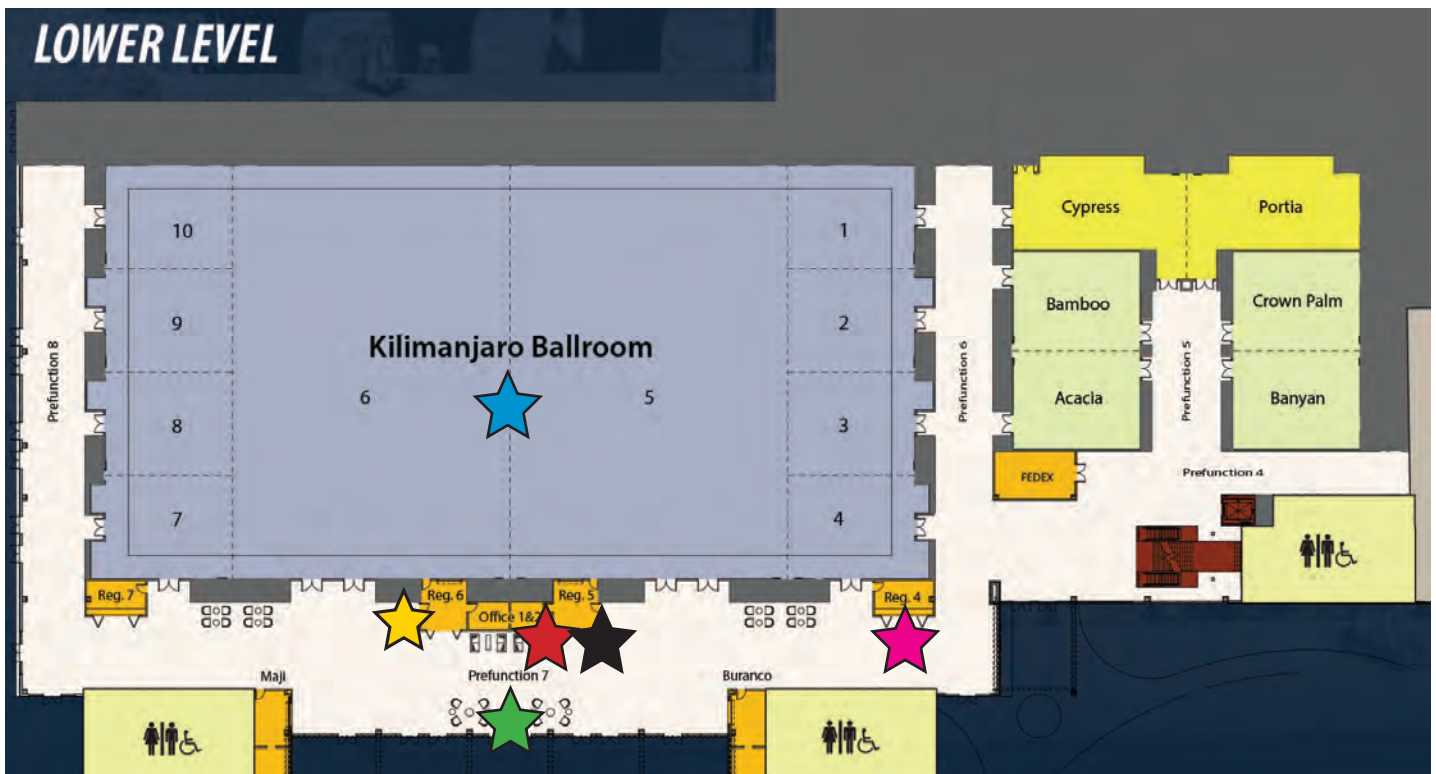 LOWER LEVEL
10
1
Cypress
Portia
9
2
Bamboo
Crown Palm
Kilimanjaro Ballroom
Prefunction 8
Prefunction 6
Prefunction 5
6
5
8
3
Acacia
Banyan
7
4
FEDEX
Prefunction 4
Reg. 7
Reg. 6
Reg. 5
Reg. 4
Office 1&2
Maji
Prefunction 7
Buranco